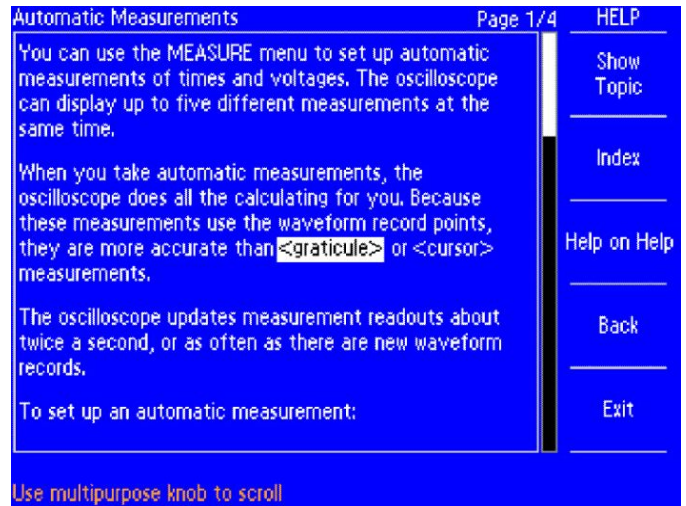 Automatic Measurements Page 1/4 HELP
You can use the MEASURE menu to set up automatic
measurements of times and voltages. The oscilloscope
can display up to five different measurements at the
same time.
When you take automatic measurements, the
oscilloscope does all the calculating for you. Because
these measurements use the waveform record points,
they are more accurate than <graticule> or <cursor>
measurements.
The oscilloscope updates measurement readouts about
twice a second, or as often as there are new waveform
records.
To set up an automatic measurement:
Show
Topic
Index
Help on Help
Back
Exit
Use multipurpose knob to scroll